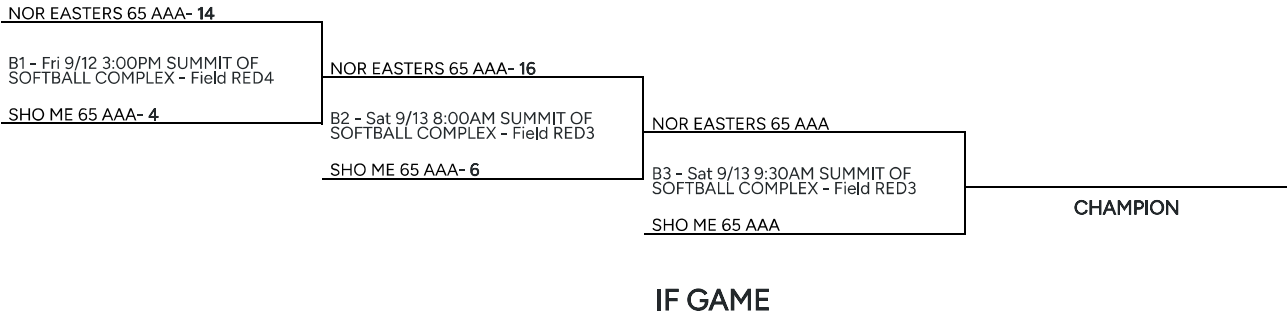 NOR EASTERS 65 AAA- 14
B1 - Fri 9/12 3:00PM SUMMIT OF
SOFTBALL COMPLEX - Field RED4
SHO ME 65 AAA- 4
NOR EASTERS 65 AAA- 16
B2 - Sat 9/13 8:00AM SUMMIT OF
SOFTBALL COMPLEX - Field RED3
SHO ME 65 AAA- 6
NOR EASTERS 65 AAA
B3 - Sat 9/13 9:30AM SUMMIT OF
SOFTBALL COMPLEX - Field RED3
SHO ME 65 AAA
CHAMPION
IF GAME